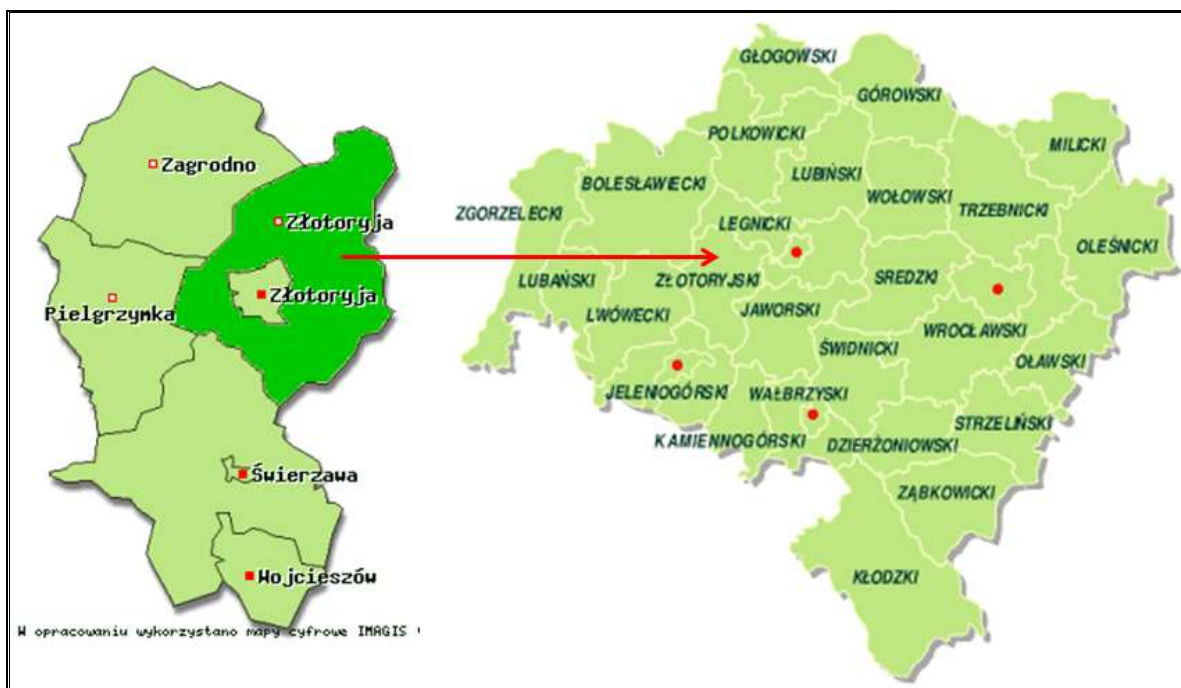 Zagrodno
Złotoryja
Złotoryja
Pielgrzymka
Świerzawa
Wojcieszów
W opracowaniu wykorzystano mapy cyfrowe IMAGIS
GŁOGOWSKI
GÓROWSKI
POLKOWICKI
MILICKI
LUBIŃSKI
BOLESŁAWIECKI
WOŁOWSKI
TRZEBNICKI
ZGORZELECKI
LEGNICKI
OLEŚNICKI
LUBAŃSKI
ZŁOTORYJSKI
SREDZKI
LWÓWECKI
JAWORSKI
WROCŁAWSKI
ŚWIDNICKI
OŁAWSKI
JELENIOGÓRSKI
WAŁBRZYSKI
STRZELIŃSKI
KAMIENNOGÓRSKI
DZIERŻONIOWSKI
ZĄBKOWICKI
KŁODZKI